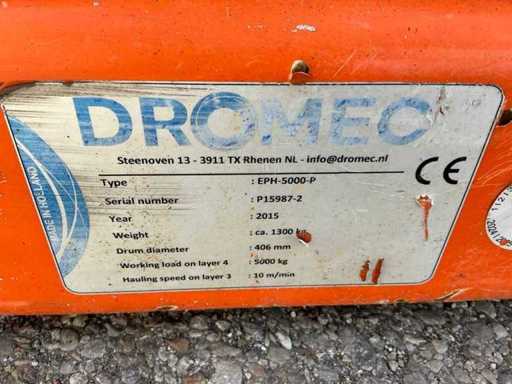 DROMEC
Steenoven 13 - 3911 TX Rhenen NL - info@dromec.nl
Type : EPH-5000-P
Serial number : P15987-2
Year : 2015
Weight : ca. 1300 kg
Drum diameter : 406 mm
Working load on layer 4 : 5000 kg
Hauling speed on layer 3 : 10 m/min
CE
MADE IN HOLLAND